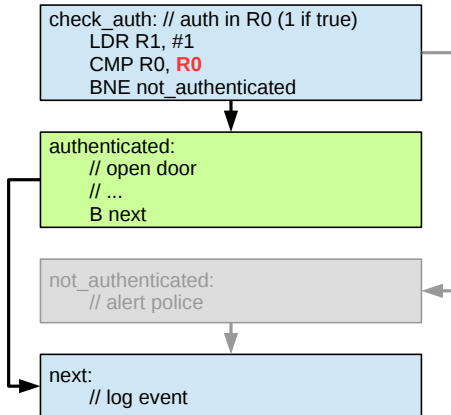 check_auth: // auth in R0 (1 if true)
LDR R1, #1
CMP R0, R0
BNE not_authenticated
authenticated:
// open door
// ...
B next
not_authenticated:
// alert police
next:
// log event